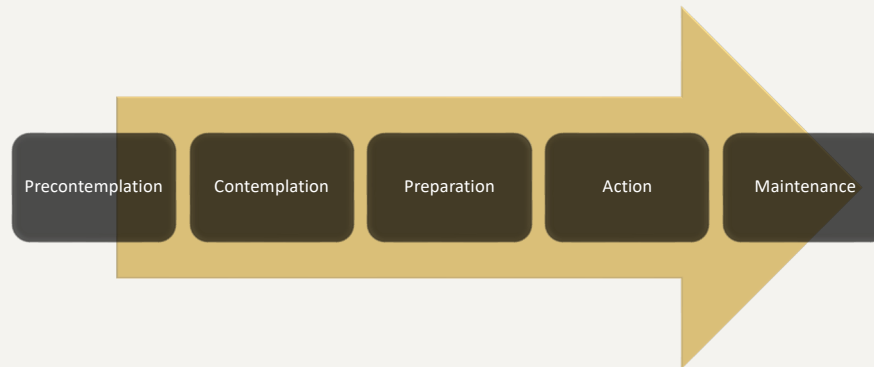 Precontemplation
Contemplation
Preparation
Action
Maintenance